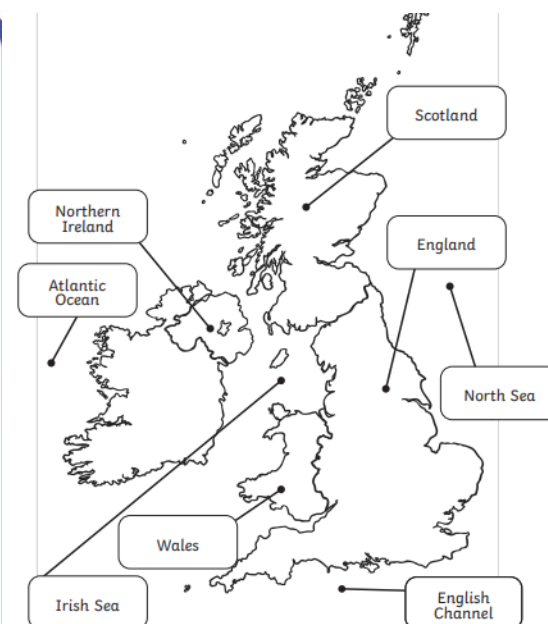 Scotland
Northern
Ireland
England
Atlantic
Ocean
North Sea
Wales
Irish Sea
English
Channel